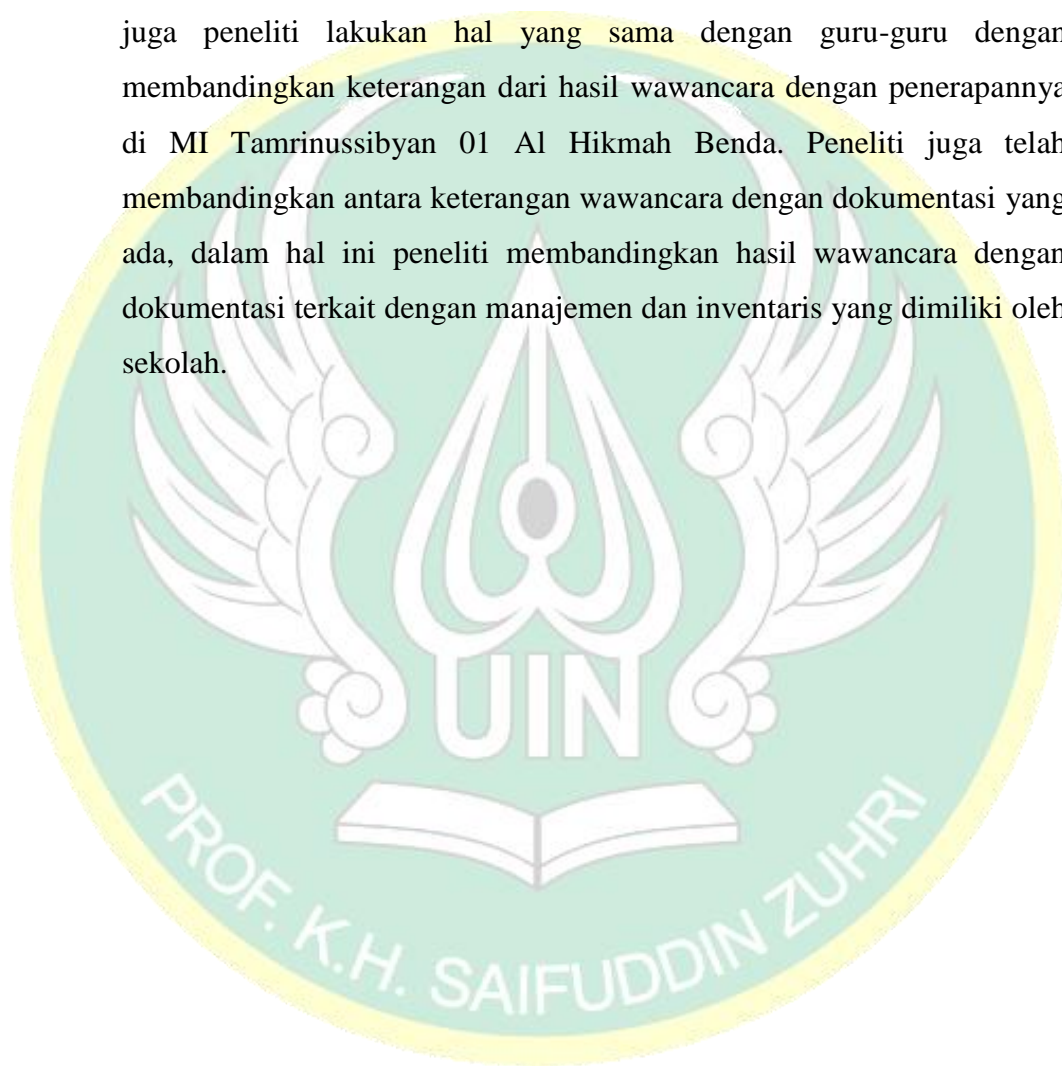 juga peneliti lakukan hal yang sama dengan guru-guru dengan
membandingkan keterangan dari hasil wawancara dengan penerapannya
di MI Tamrinussibyan 01 Al Hikmah Benda. Peneliti juga telah
membandingkan antara keterangan wawancara dengan dokumentasi yang
ada, dalam hal ini peneliti membandingkan hasil wawancara dengan
dokumentasi terkait dengan manajemen dan inventaris yang dimiliki oleh
sekolah.
UIN
PROF. K.H. SAIFUDDIN ZUHRI